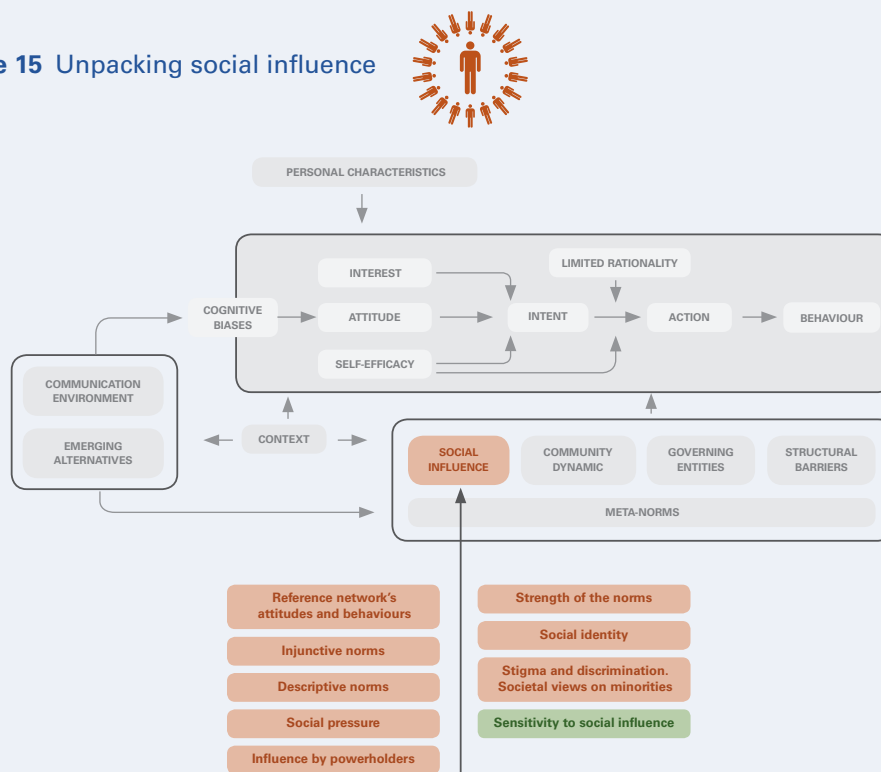 e 15 Unpacking social influence
PERSONAL CHARACTERISTICS
INTEREST
LIMITED RATIONALITY
COGNITIVE
BIASES
ATTITUDE
INTENT
ACTION
BEHAVIOUR
SELF-EFFICACY
COMMUNICATION
ENVIRONMENT
EMERGING
ALTERNATIVES
CONTEXT
SOCIAL
INFLUENCE
COMMUNITY
DYNAMIC
GOVERNING
ENTITIES
STRUCTURAL
BARRIERS
META-NORMS
Reference network's
attitudes and behaviours
Injunctive norms
Descriptive norms
Social pressure
Influence by powerholders
Strength of the norms
Social identity
Stigma and discrimination.
Societal views on minorities
Sensitivity to social influence